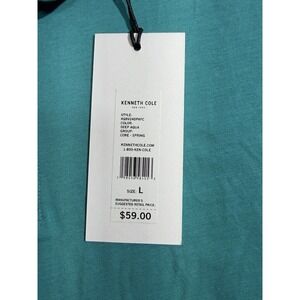 KENNETH COLE
NEW YORK
STYLE:
COLOR:
DEEP AQUA
GROUP:
CORE - SPRING
KENNETHCOLE.COM
1-800-KEN-COLE
SIZE: L
MANUFACTURER'S
SUGGESTED RETAIL PRICE:
$59.00